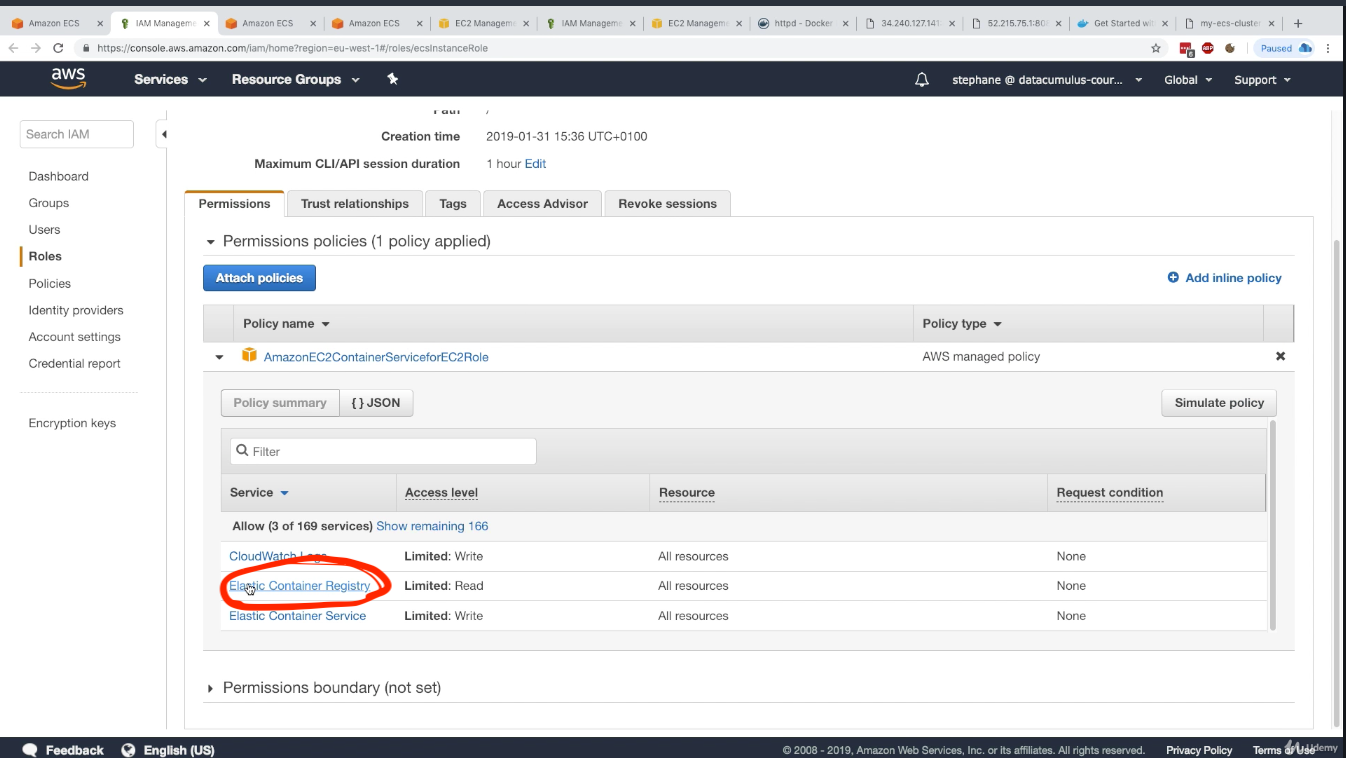 Amazon ECS
IAM Manageme
Amazon ECS
Amazon ECS
EC2 Manageme
IAM Manageme
EC2 Manageme
httpd - Docker
34.240.127.141
52.215.75.1:80
Get Started wit
my-ecs-cluste
https://console.aws.amazon.com/iam/home?region=eu-west-1#/roles/ecsInstanceRole
ABP
Paused
aws
Services
Resource Groups
stephane @ datacumulus-cour...
Global
Support
Search IAM
Dashboard
Groups
Users
Roles
Policies
Identity providers
Account settings
Credential report
Encryption keys
Path /
Creation time 2019-01-31 15:36 UTC+0100
Maximum CLI/API session duration 1 hour Edit
Permissions Trust relationships Tags Access Advisor Revoke sessions
Permissions policies (1 policy applied)
Attach policies
Add inline policy
Policy name Policy type
AmazonEC2ContainerServiceforEC2Role AWS managed policy
Policy summary { } JSON Simulate policy
Filter
Service Access level Resource Request condition
Allow (3 of 169 services) Show remaining 166
CloudWatch Logs Limited: Write All resources None
Elastic Container Registry Limited: Read All resources None
Elastic Container Service Limited: Write All resources None
Permissions boundary (not set)
Feedback English (US)
© 2008 - 2019, Amazon Web Services, Inc. or its affiliates. All rights reserved. Privacy Policy Terms of Use
Udemy